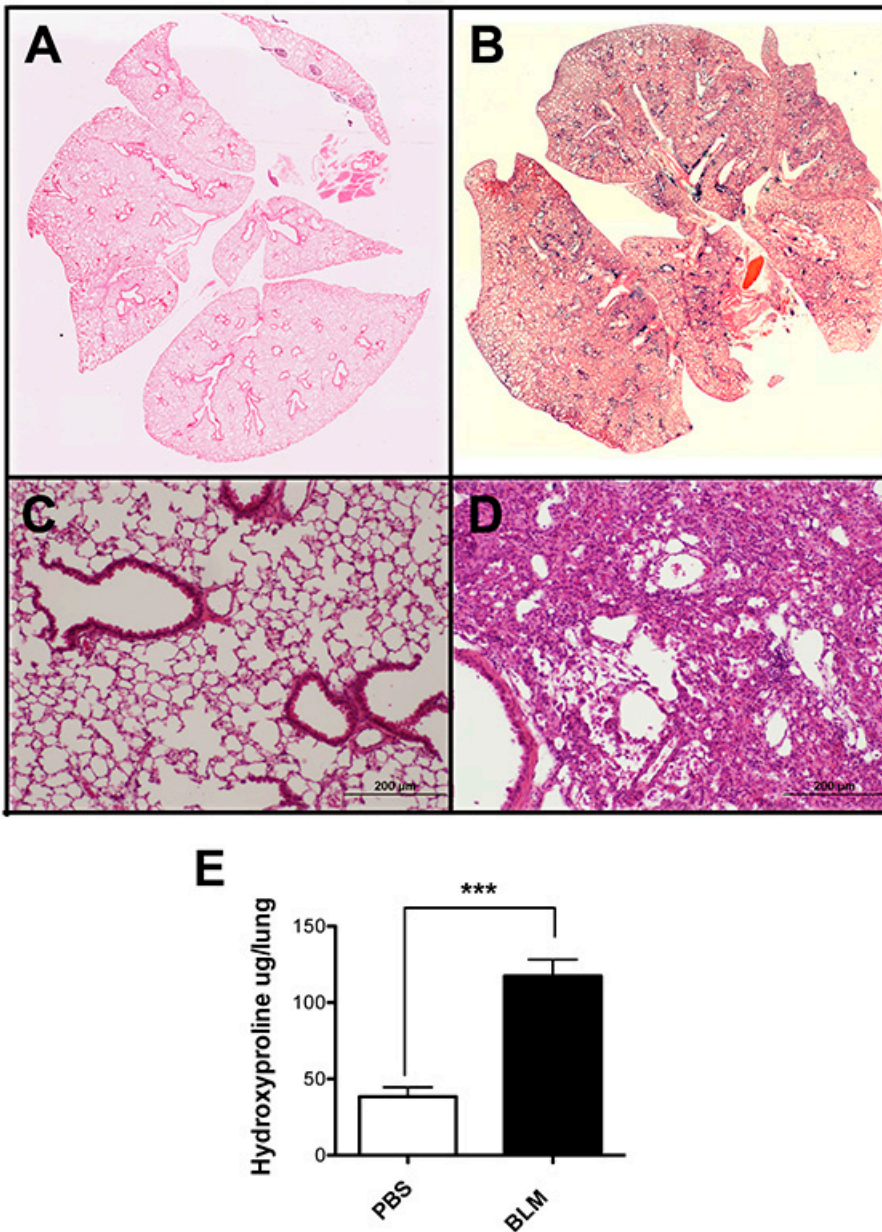 A
B
C
200 µm
D
200 µm
E
***
Hydroxyproline ug/lung
150
100
50
0
PBS
BLM